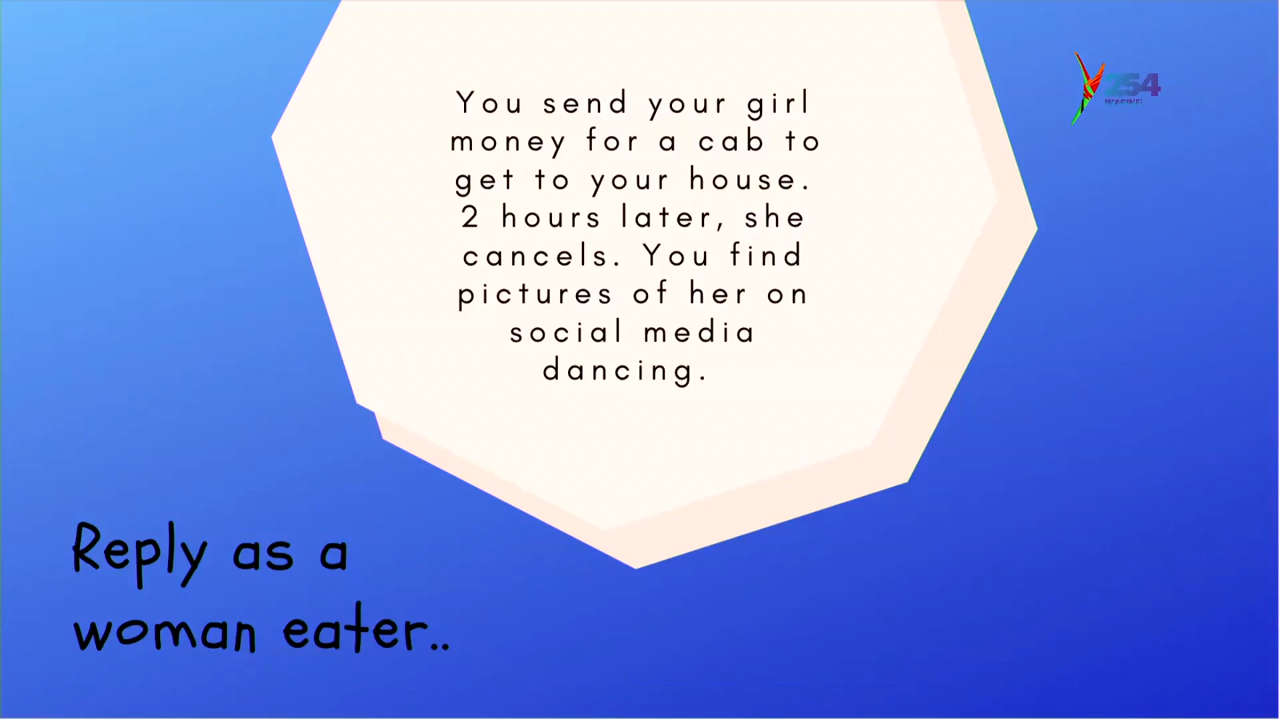 You send your girl
money for a cab to
get to your house.
2 hours later, she
cancels. You find
pictures of her on
social media
dancing.
Y254
Reply as a
woman eater..